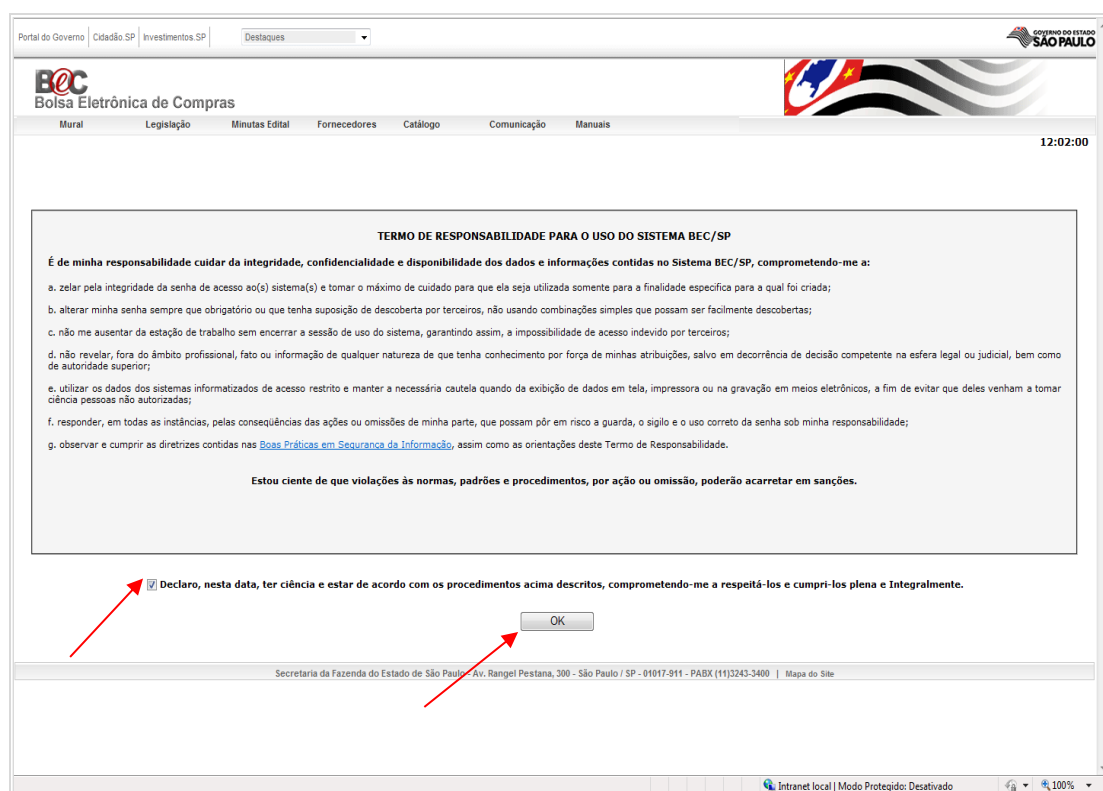 Portal do Governo Cidadão.SP Investimentos.SP Destaques
GOVERNO DO ESTADO
SÃO PAULO
BEC
Bolsa Eletrônica de Compras
Mural Legislação Minutas Edital Fornecedores Catálogo Comunicação Manuais
12:02:00
TERMO DE RESPONSABILIDADE PARA O USO DO SISTEMA BEC/SP
É de minha responsabilidade cuidar da integridade, confidencialidade e disponibilidade dos dados e informações contidas no Sistema BEC/SP, comprometendo-me a:
a. zelar pela integridade da senha de acesso ao(s) sistema(s) e tomar o máximo de cuidado para que ela seja utilizada somente para a finalidade especifica para a qual foi criada;
b. alterar minha senha sempre que obrigatório ou que tenha suposição de descoberta por terceiros, não usando combinações simples que possam ser facilmente descobertas;
c. não me ausentar da estação de trabalho sem encerrar a sessão de uso do sistema, garantindo assim, a impossibilidade de acesso indevido por terceiros;
d. não revelar, fora do âmbito profissional, fato ou informação de qualquer natureza de que tenha conhecimento por força de minhas atribuições, salvo em decorrência de decisão competente na esfera legal ou judicial, bem como
de autoridade superior;
e. utilizar os dados dos sistemas informatizados de acesso restrito e manter a necessária cautela quando da exibição de dados em tela, impressora ou na gravação em meios eletrônicos, a fim de evitar que deles venham a tomar
ciência pessoas não autorizadas;
f. responder, em todas as instâncias, pelas conseqüências das ações ou omissões de minha parte, que possam pôr em risco a guarda, o sigilo e o uso correto da senha sob minha responsabilidade;
g. observar e cumprir as diretrizes contidas nas Boas Práticas em Segurança da Informação, assim como as orientações deste Termo de Responsabilidade.
Estou ciente de que violações às normas, padrões e procedimentos, por ação ou omissão, poderão acarretar em sanções.
Declaro, nesta data, ter ciência e estar de acordo com os procedimentos acima descritos, comprometendo-me a respeitá-los e cumpri-los plena e Integralmente.
OK
Secretaria da Fazenda do Estado de São Paulo - Av. Rangel Pestana, 300 - São Paulo / SP - 01017-911 - PABX (11)3243-3400 | Mapa do Site
Intranet local | Modo Protegido: Desativado 100%